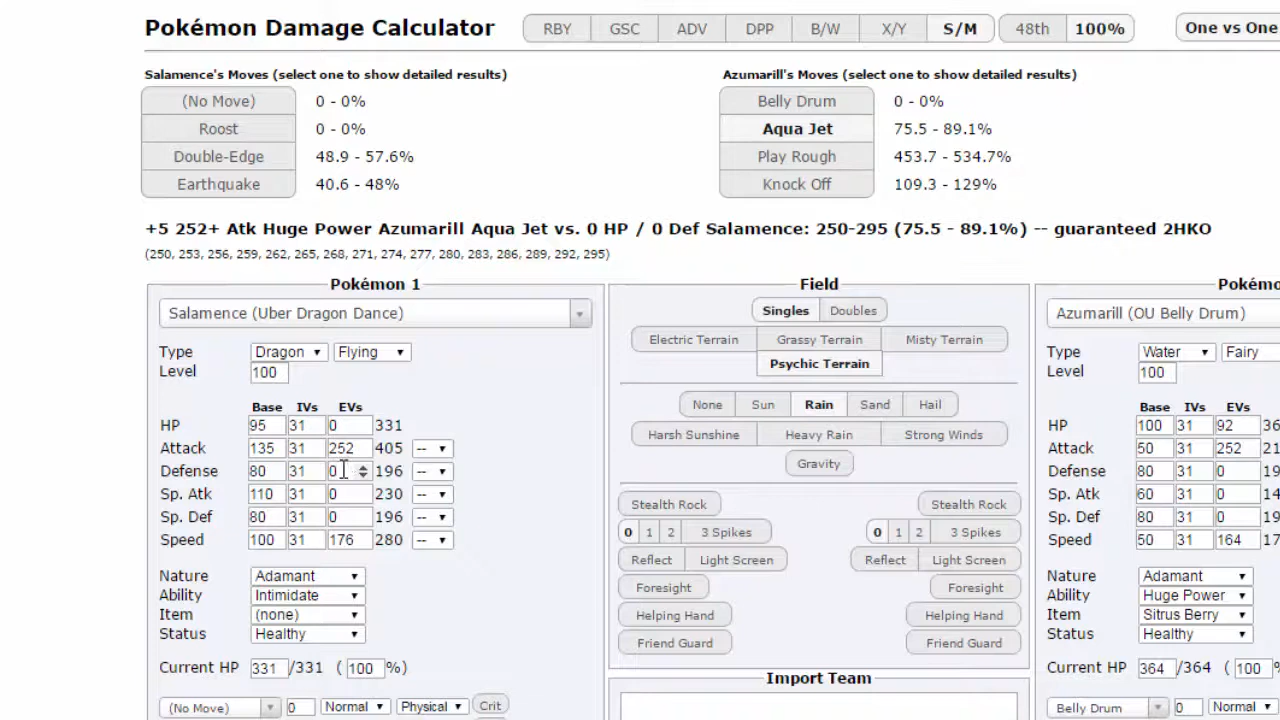 Pokémon Damage Calculator RBY GSC ADV DPP B/W X/Y S/M 48th 100% One vs One
Salamence's Moves (select one to show detailed results) Azumarill's Moves (select one to show detailed results)
(No Move) 0 - 0% Belly Drum 0 - 0%
Roost 0 - 0% Aqua Jet 75.5 - 89.1%
Double-Edge 48.9 - 57.6% Play Rough 453.7 - 534.7%
Earthquake 40.6 - 48% Knock Off 109.3 - 129%
+5 252+ Atk Huge Power Azumarill Aqua Jet vs. 0 HP / 0 Def Salamence: 250-295 (75.5 - 89.1%) -- guaranteed 2HKO
(250, 253, 256, 259, 262, 265, 268, 271, 274, 277, 280, 283, 286, 289, 292, 295)
Pokémon 1
Salamence (Uber Dragon Dance)
Type Dragon Flying
Level 100
Base IVs EVs
HP 95 31 0 331
Attack 135 31 252 405 --
Defense 80 31 0 196 --
Sp. Atk 110 31 0 230 --
Sp. Def 80 31 0 196 --
Speed 100 31 176 280 --
Nature Adamant
Ability Intimidate
Item (none)
Status Healthy
Current HP 331 /331 ( 100 %)
(No Move) 0 Normal Physical Crit
Field
Singles Doubles
Electric Terrain Grassy Terrain Misty Terrain
Psychic Terrain
None Sun Rain Sand Hail
Harsh Sunshine Heavy Rain Strong Winds
Gravity
Stealth Rock Stealth Rock
0 1 2 3 Spikes 0 1 2 3 Spikes
Reflect Light Screen Reflect Light Screen
Foresight Foresight
Helping Hand Helping Hand
Friend Guard Friend Guard
Import Team
Azumarill (OU Belly Drum)
Type Water Fairy
Level 100
Base IVs EVs
HP 100 31 92
Attack 50 31 252
Defense 80 31 0
Sp. Atk 60 31 0
Sp. Def 80 31 0
Speed 50 31 164
Nature Adamant
Ability Huge Power
Item Sitrus Berry
Status Healthy
Current HP 364 /364 ( 100
Belly Drum 0 Normal